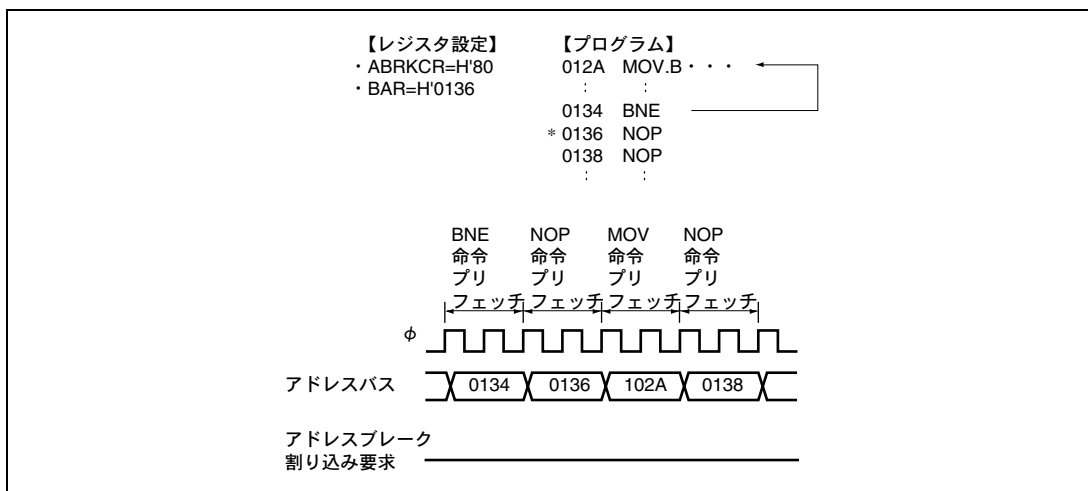 【レジスタ設定】
・ABRKCR=H'80
・BAR=H'0136
【プログラム】
012A MOV.B・・・
: :
0134 BNE
* 0136 NOP
0138 NOP
: :
BNE 命令 プリ フェッチ
NOP 命令 プリ フェッチ
MOV 命令 プリ フェッチ
NOP 命令 プリ フェッチ
φ
アドレスバス 0134 0136 102A 0138
アドレスブレーク
割り込み要求